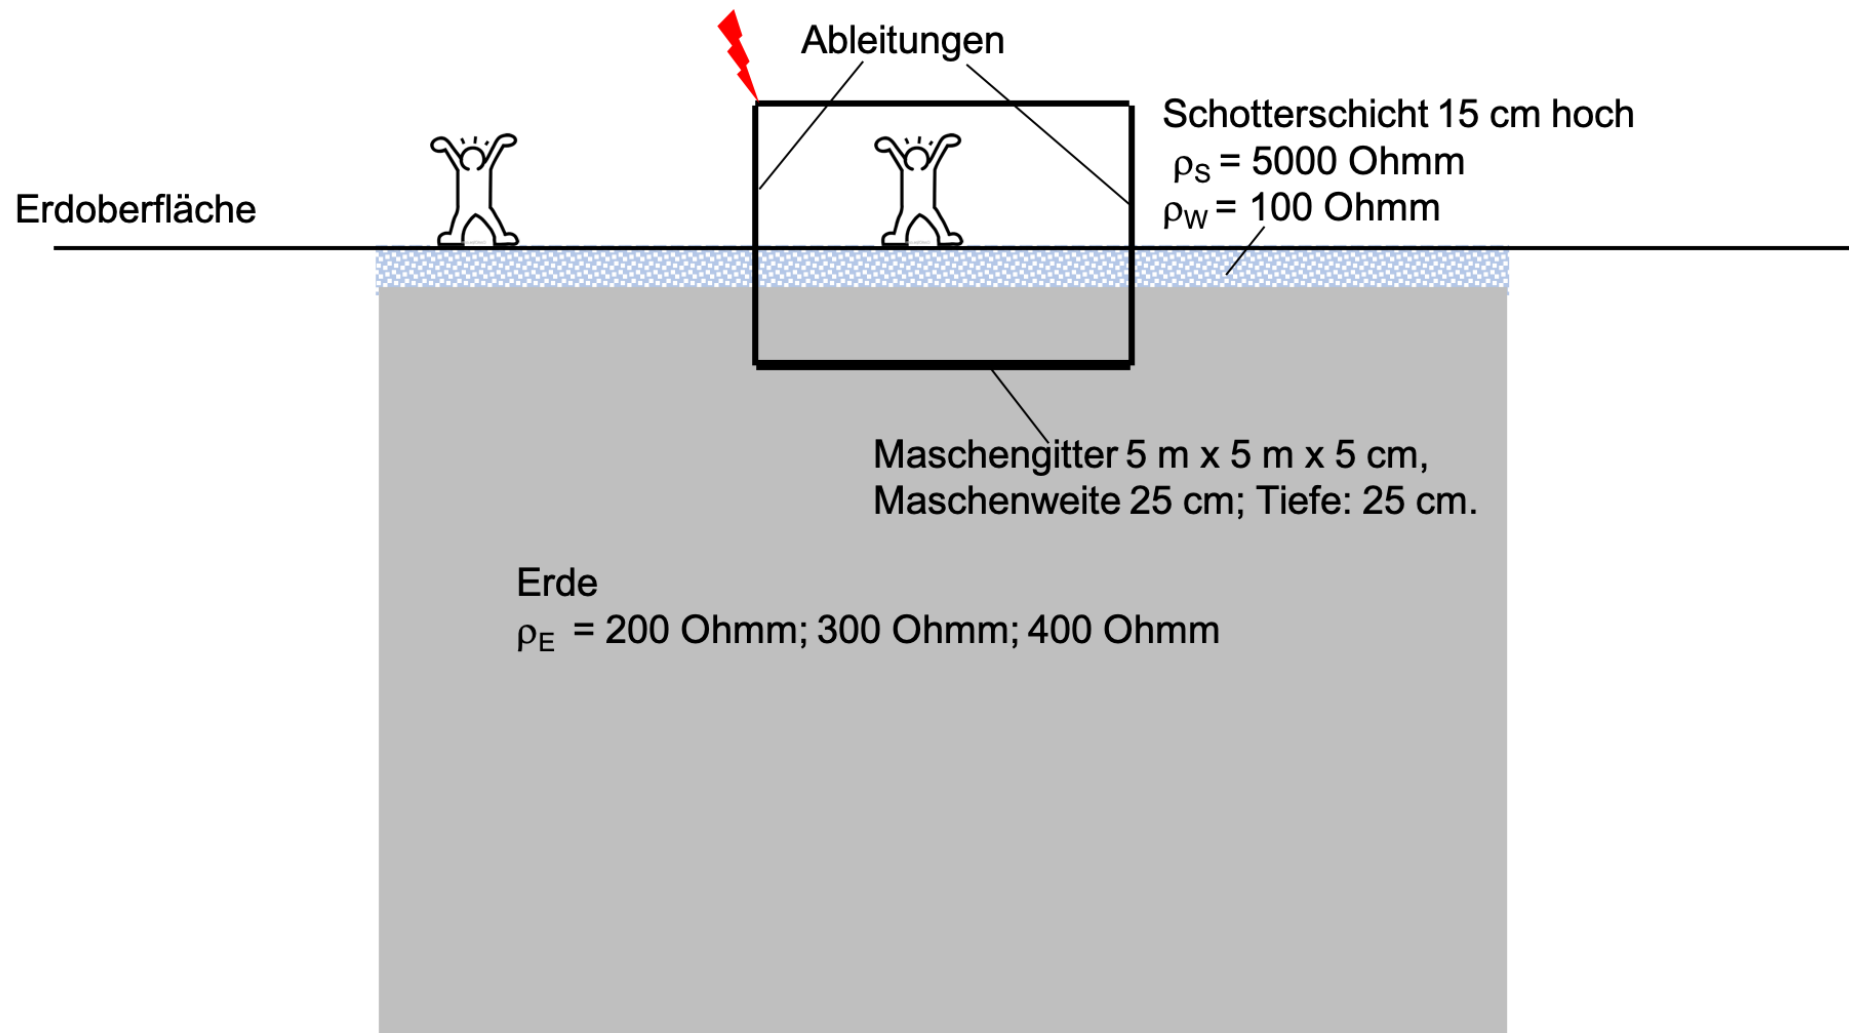 Ableitungen
Schotterschicht 15 cm hoch
ρS = 5000 Ohmm
ρW = 100 Ohmm
Erdoberfläche
Maschengitter 5 m x 5 m x 5 cm,
Maschenweite 25 cm; Tiefe: 25 cm.
Erde
ρE = 200 Ohmm; 300 Ohmm; 400 Ohmm